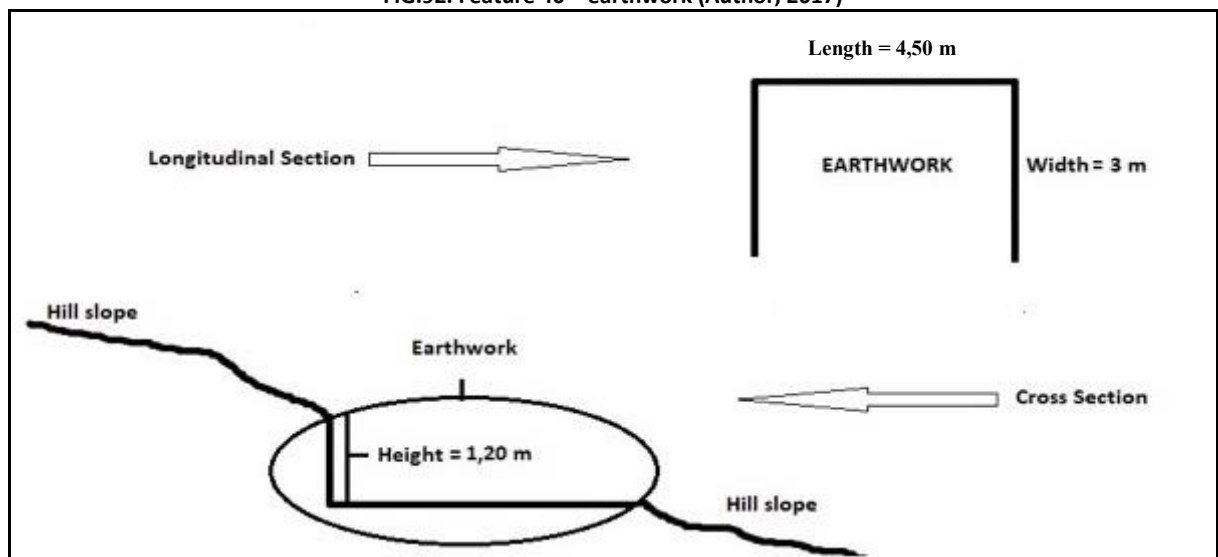 Length = 4,50 m
Longitudinal Section
EARTHWORK
Width = 3 m
Hill slope
Earthwork
Cross Section
Height = 1,20 m
Hill slope